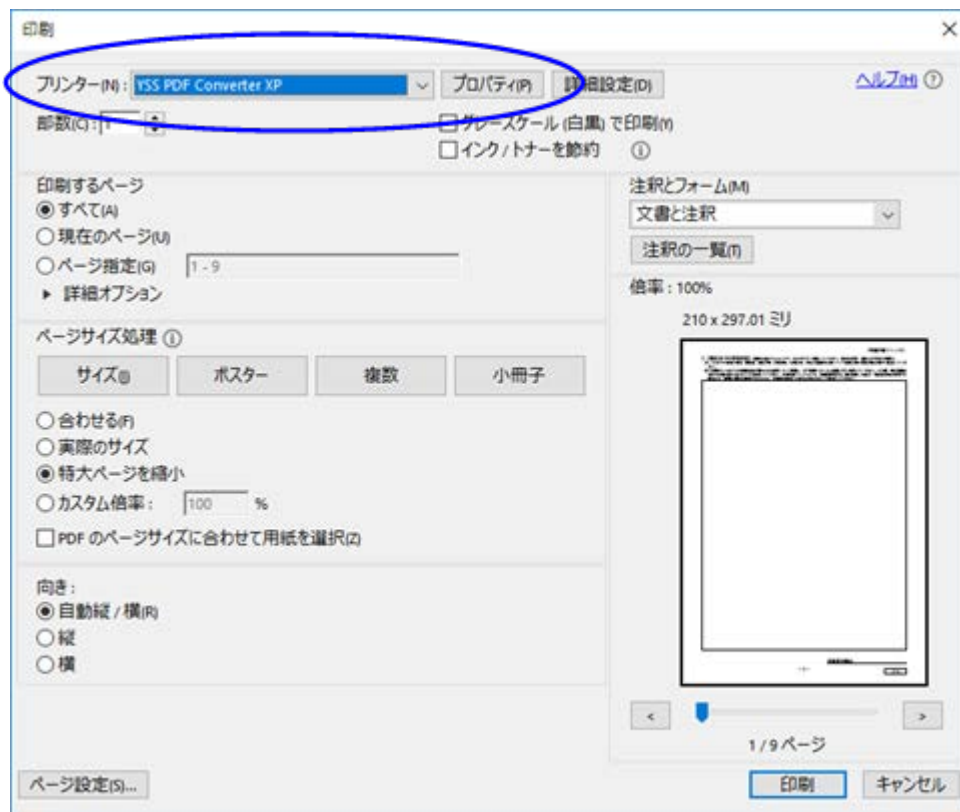 印刷
プリンター(N): YSS PDF Converter XP プロパティ(P) 詳細設定(D) ヘルプ(H)
部数(C): 1 グレースケール (白黒) で印刷(Y)
インク / トナーを節約
印刷するページ
すべて(A)
現在のページ(U)
ページ指定(G) 1 - 9
詳細オプション
ページサイズ処理
サイズ(I) ポスター 複数 小冊子
合わせる(F)
実際のサイズ
特大ページを縮小
カスタム倍率: 100 %
PDF のページサイズに合わせて用紙を選択(Z)
向き:
自動縦 / 横(R)
縦
横
注釈とフォーム(M)
文書と注釈
注釈の一覧(T)
倍率: 100%
210 x 297.01 ミリ
< >
1 / 9 ページ
ページ設定(S)... 印刷 キャンセル